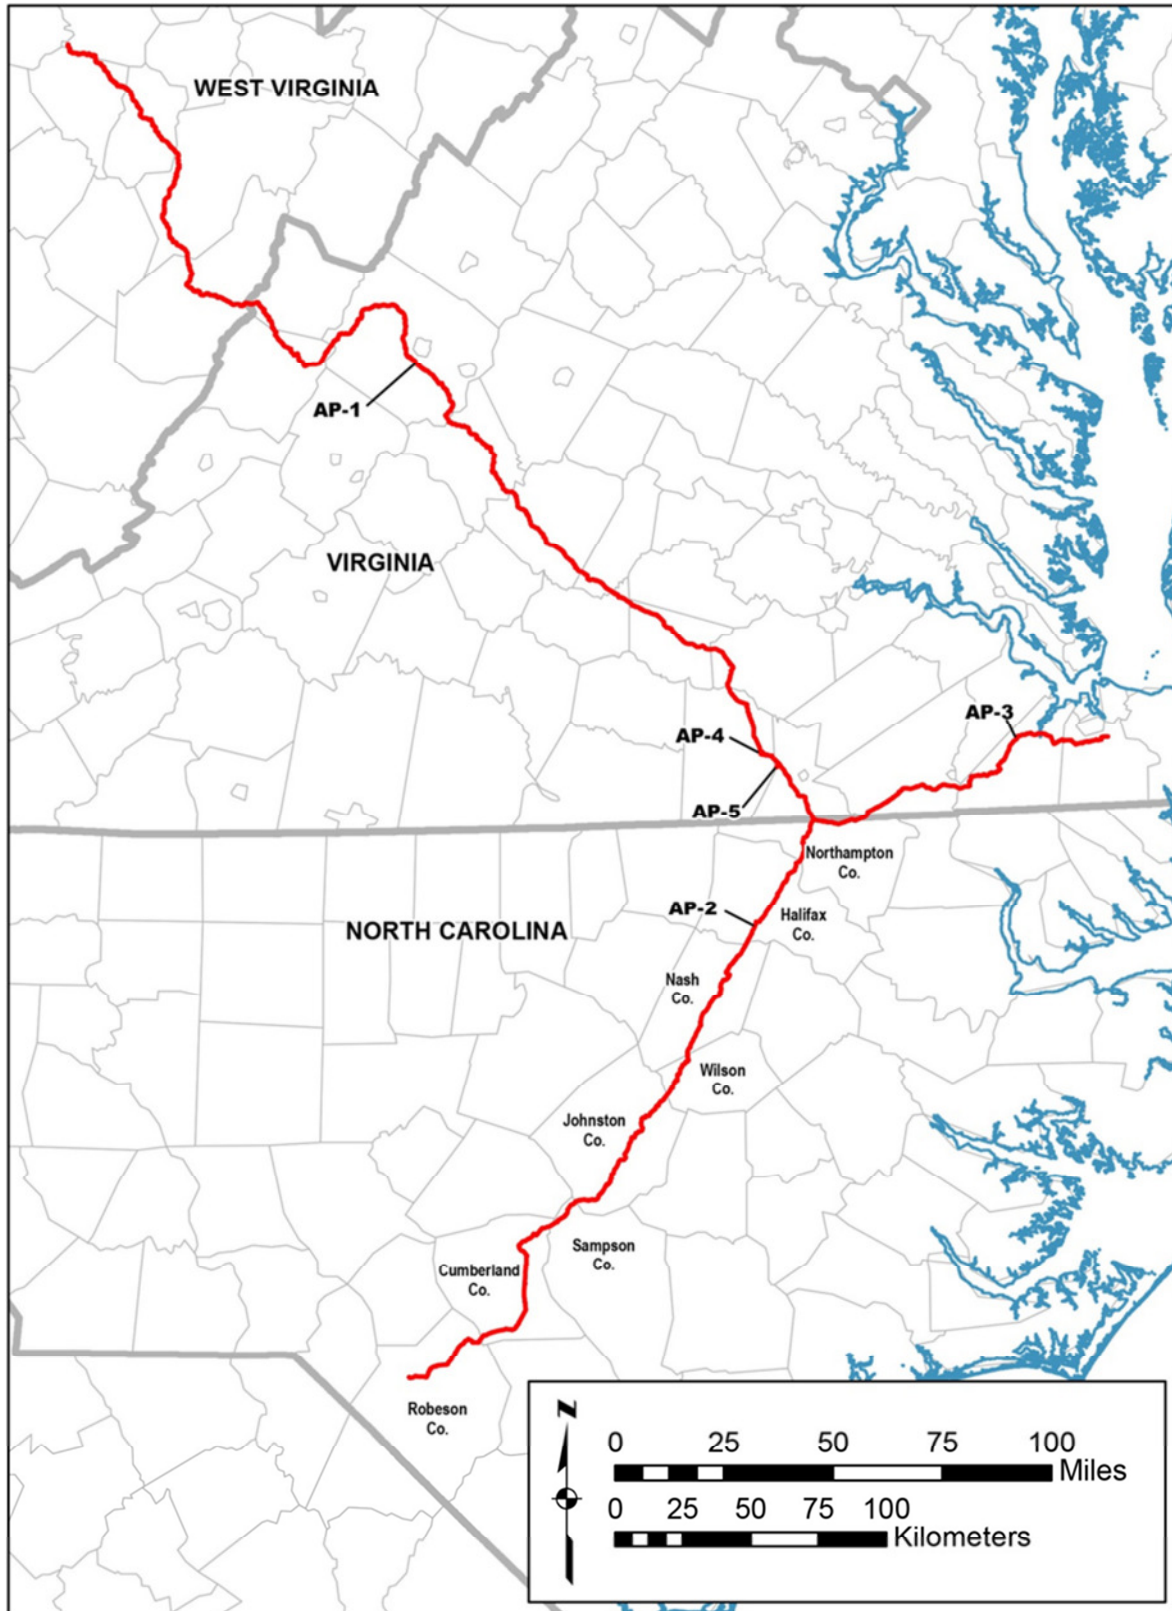 WEST VIRGINIA
AP-1
VIRGINIA
AP-3
AP-4
AP-5
Northampton
Co.
AP-2
Halifax
Co.
NORTH CAROLINA
Nash
Co.
Wilson
Co.
Johnston
Co.
Sampson
Co.
Cumberland
Co.
Robeson
Co.
N
0 25 50 75 100
Miles
0 25 50 75 100
Kilometers